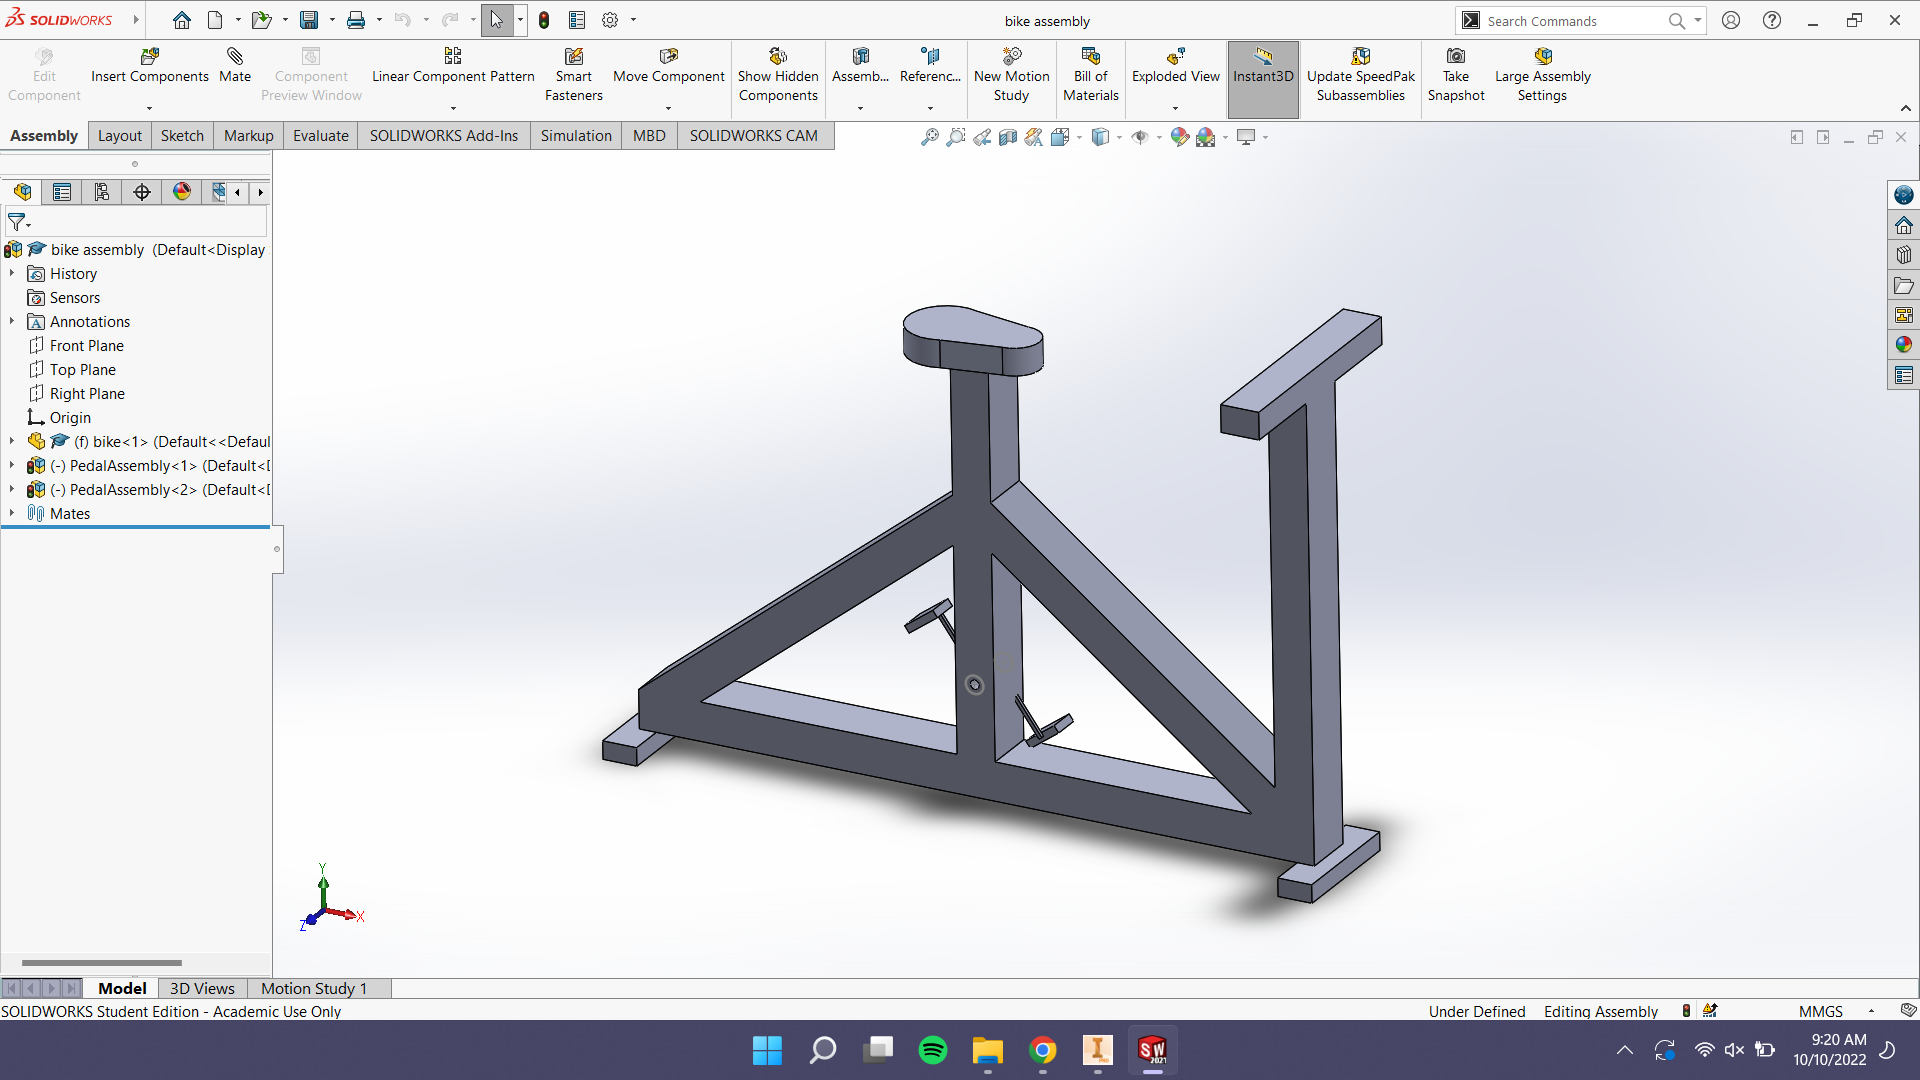 SOLIDWORKS
bike assembly
Search Commands
Edit Component
Insert Components
Mate
Component Preview Window
Linear Component Pattern
Smart Fasteners
Move Component
Show Hidden Components
Assemb...
Referenc...
New Motion Study
Bill of Materials
Exploded View
Instant3D
Update SpeedPak Subassemblies
Take Snapshot
Large Assembly Settings
Assembly
Layout
Sketch
Markup
Evaluate
SOLIDWORKS Add-Ins
Simulation
MBD
SOLIDWORKS CAM
bike assembly (Default<Display
History
Sensors
Annotations
Front Plane
Top Plane
Right Plane
Origin
(f) bike<1> (Default<<Defaul
(-) PedalAssembly<1> (Default<
(-) PedalAssembly<2> (Default<
Mates
Y
X
Z
Model
3D Views
Motion Study 1
SOLIDWORKS Student Edition - Academic Use Only
Under Defined
Editing Assembly
MMGS
SW
2021
9:20 AM
10/10/2022